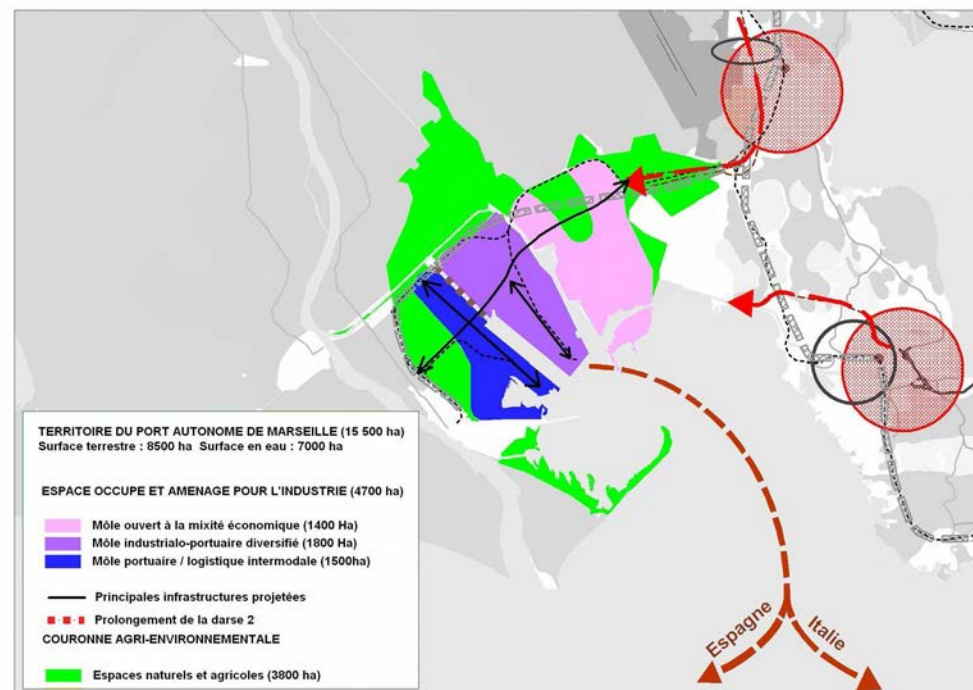 TERRITOIRE DU PORT AUTONOME DE MARSEILLE (15 500 ha)
Surface terrestre : 8500 ha Surface en eau : 7000 ha
ESPACE OCCUPE ET AMENAGE POUR L'INDUSTRIE (4700 ha)
Môle ouvert à la mixité économique (1400 Ha)
Môle industrialo-portuaire diversifié (1800 Ha)
Môle portuaire / logistique intermodale (1500ha)
Principales infrastructures projetées
Prolongement de la darse 2
COURONNE AGRI-ENVIRONNEMENTALE
Espaces naturels et agricoles (3800 ha)
Espagne
Italie